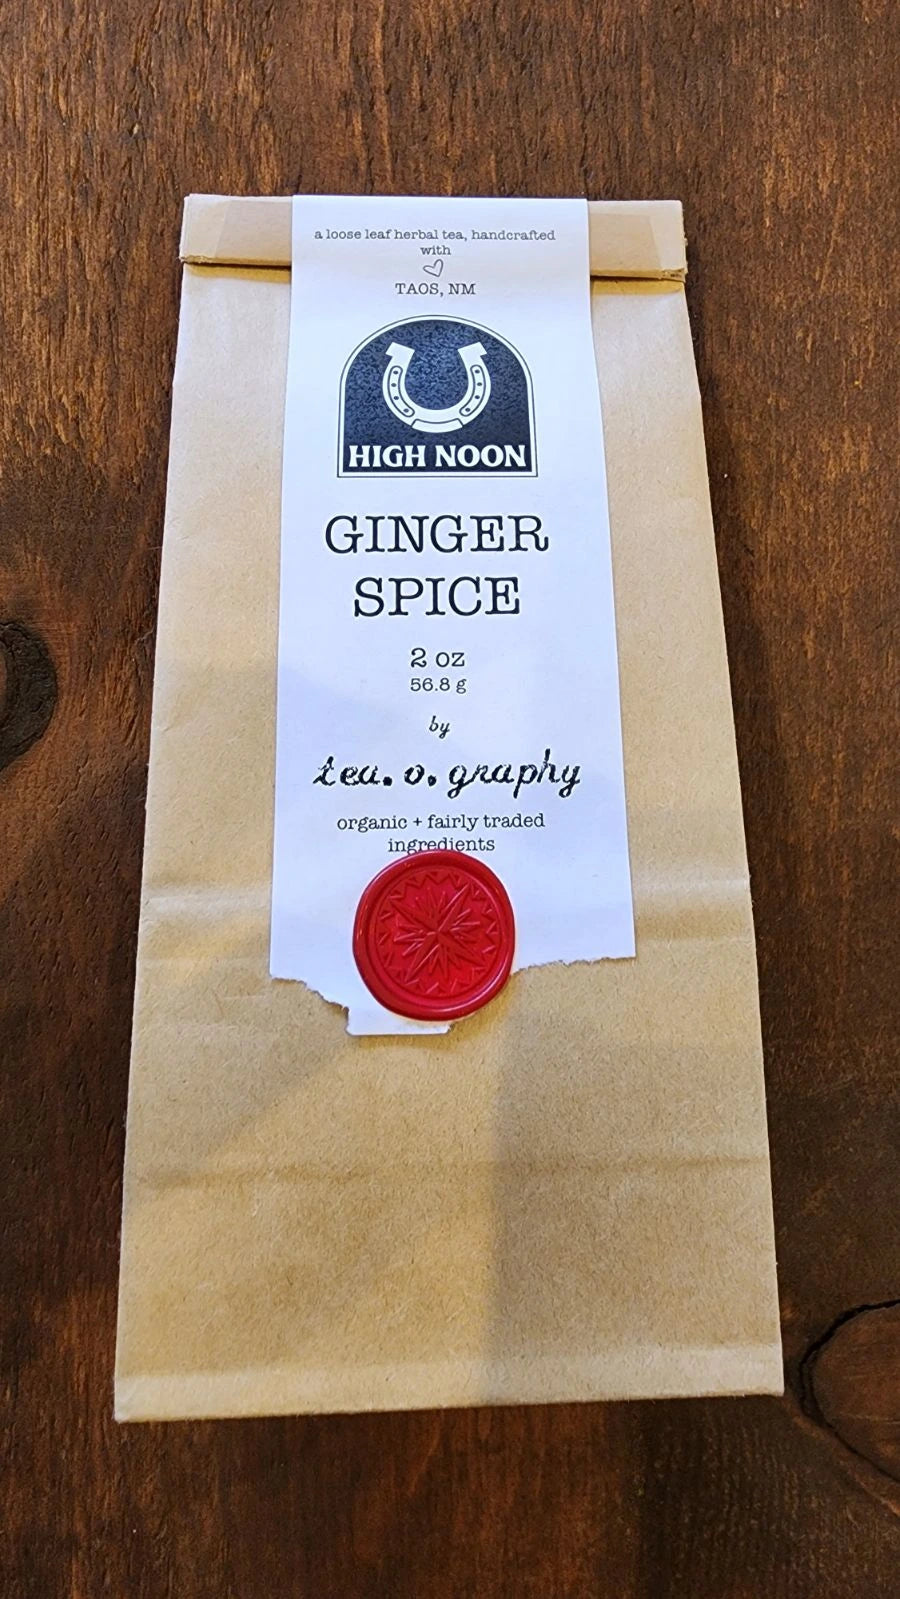 a loose leaf herbal tea, handcrafted
with
TAOS, NM
HIGH NOON
GINGER
SPICE
2 oz
56.8 g
by
tea. o. graphy
organic + fairly traded
ingredients